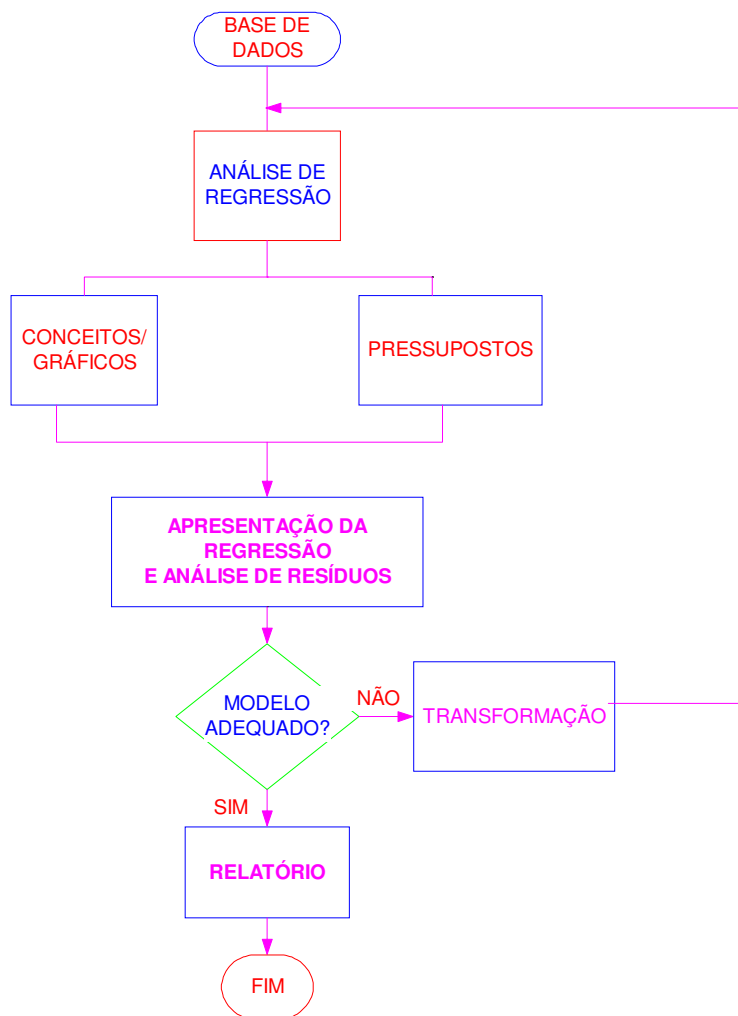 BASE DE
DADOS
ANÁLISE DE
REGRESSÃO
CONCEITOS/
GRÁFICOS
PRESSUPOSTOS
APRESENTAÇÃO DA
REGRESSÃO
E ANÁLISE DE RESÍDUOS
MODELO
ADEQUADO?
NÃO
TRANSFORMAÇÃO
SIM
RELATÓRIO
FIM